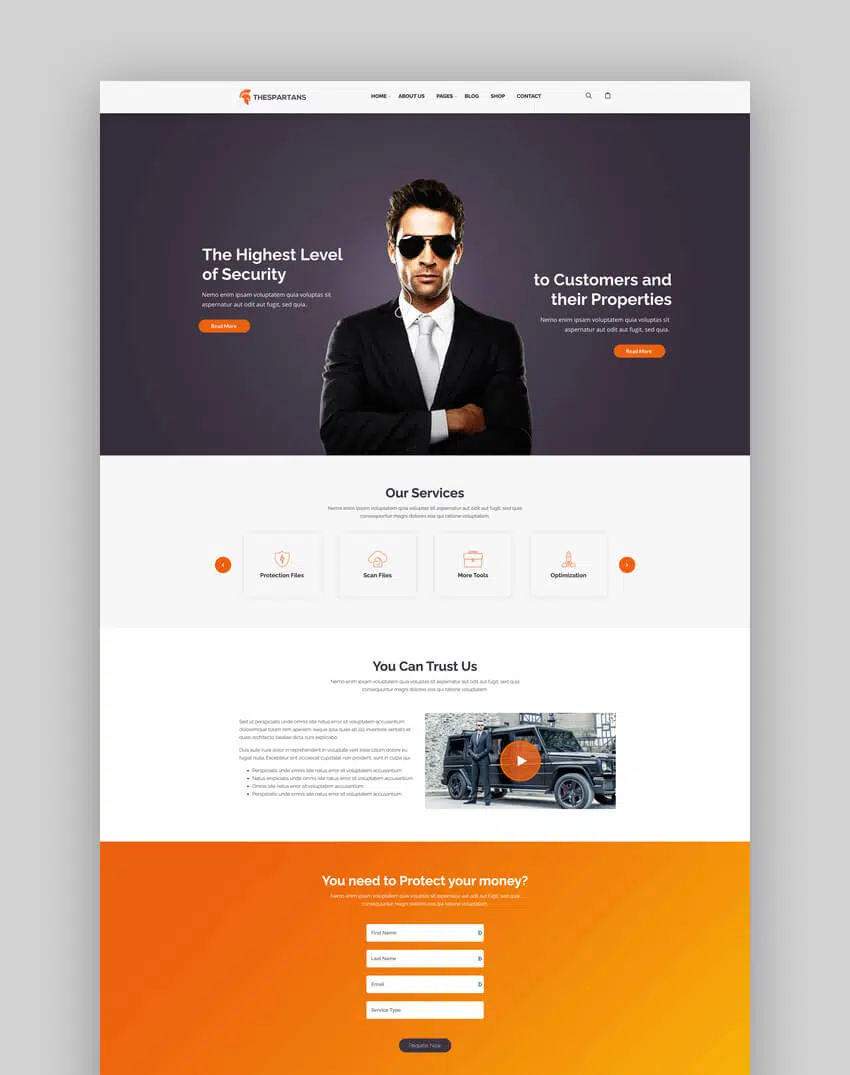 THESPARTANS
HOME
ABOUT US
PAGES
BLOG
SHOP
CONTACT
The Highest Level
of Security
Nemo enim ipsam voluptatem quia voluptas sit
aspernatur aut odit aut fugit, sed quia.
Read More
to Customers and
their Properties
Nemo enim ipsam voluptatem quia voluptas sit
aspernatur aut odit aut fugit, sed quia.
Read More
Our Services
Nemo enim ipsam voluptatem quia voluptas sit aspernatur aut odit aut fugit, sed quia
consequuntur magni dolores eos qui ratione voluptatem.
Protection Files
Scan Files
More Tools
Optimization
You Can Trust Us
Nemo enim ipsam voluptatem quia voluptas sit aspernatur aut odit aut fugit, sed quia
consequuntur magni dolores eos qui ratione voluptatem
Sed ut perspiciatis unde omnis iste natus error sit voluptatem accusantium
doloremque totam rem aperiam, eaque ipsa quae ab illo inventore veritatis et
quasi architecto beatae dicta sunt explicabo
Duis aute irure dolor in reprehenderit in voluptate velit esse cillum dolore eu
fugiat nulla. Excepteur sint occaecat cupidatat non proident, sunt in culpa qui
Perspiciatis unde omnis iste natus error sit voluptatem accusantium
Natus unde omnis iste natus error sit voluptatem accusantium
Omnis iste natus error sit voluptatem accusantium
Perspiciatis unde omnis iste natus error sit voluptatem accusantium
You need to Protect your money?
Nemo enim ipsam voluptatem quia voluptas sit aspernatur aut odit aut fugit, sed quia
consequuntur magni dolores eos qui ratione voluptatem.
First Name
Last Name
Email
Service Type
Request Now